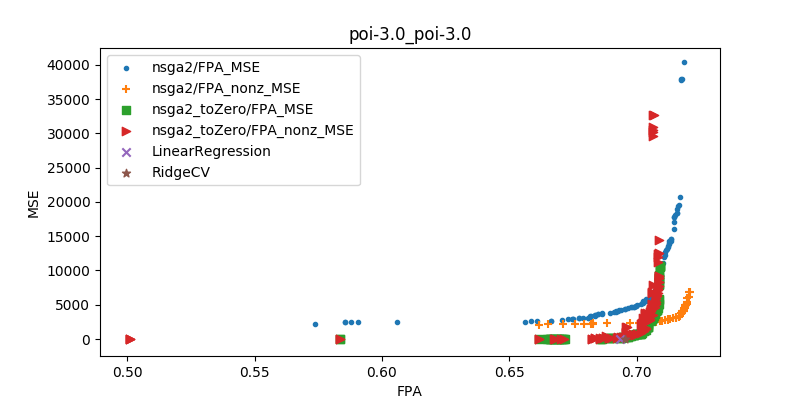 poi-3.0_poi-3.0
40000
35000
30000
25000
20000
15000
10000
5000
0
MSE
nsga2/FPA_MSE
nsga2/FPA_nonz_MSE
nsga2_toZero/FPA_MSE
nsga2_toZero/FPA_nonz_MSE
LinearRegression
RidgeCV
0.50 0.55 0.60 0.65 0.70
FPA